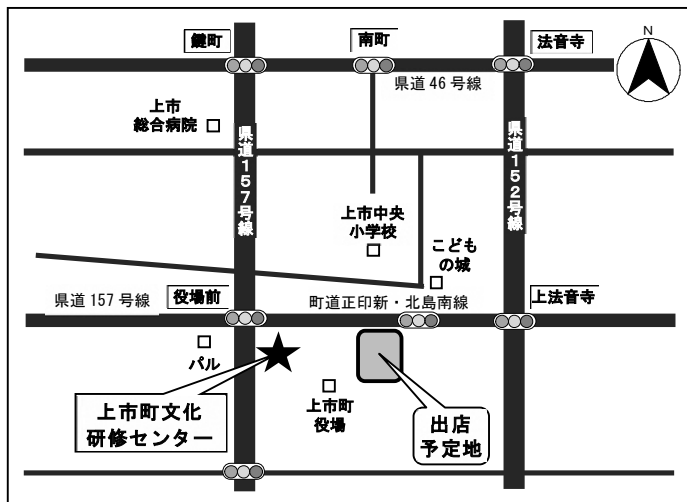 鍵町
南町
法音寺
N
県道46号線
上市
総合病院
県道157号線
県道152号線
上市中央
小学校
こども
の城
県道157号線
役場前
町道正印新・北島南線
上法音寺
パル
上市町文化
研修センター
上市町
役場
出店
予定地